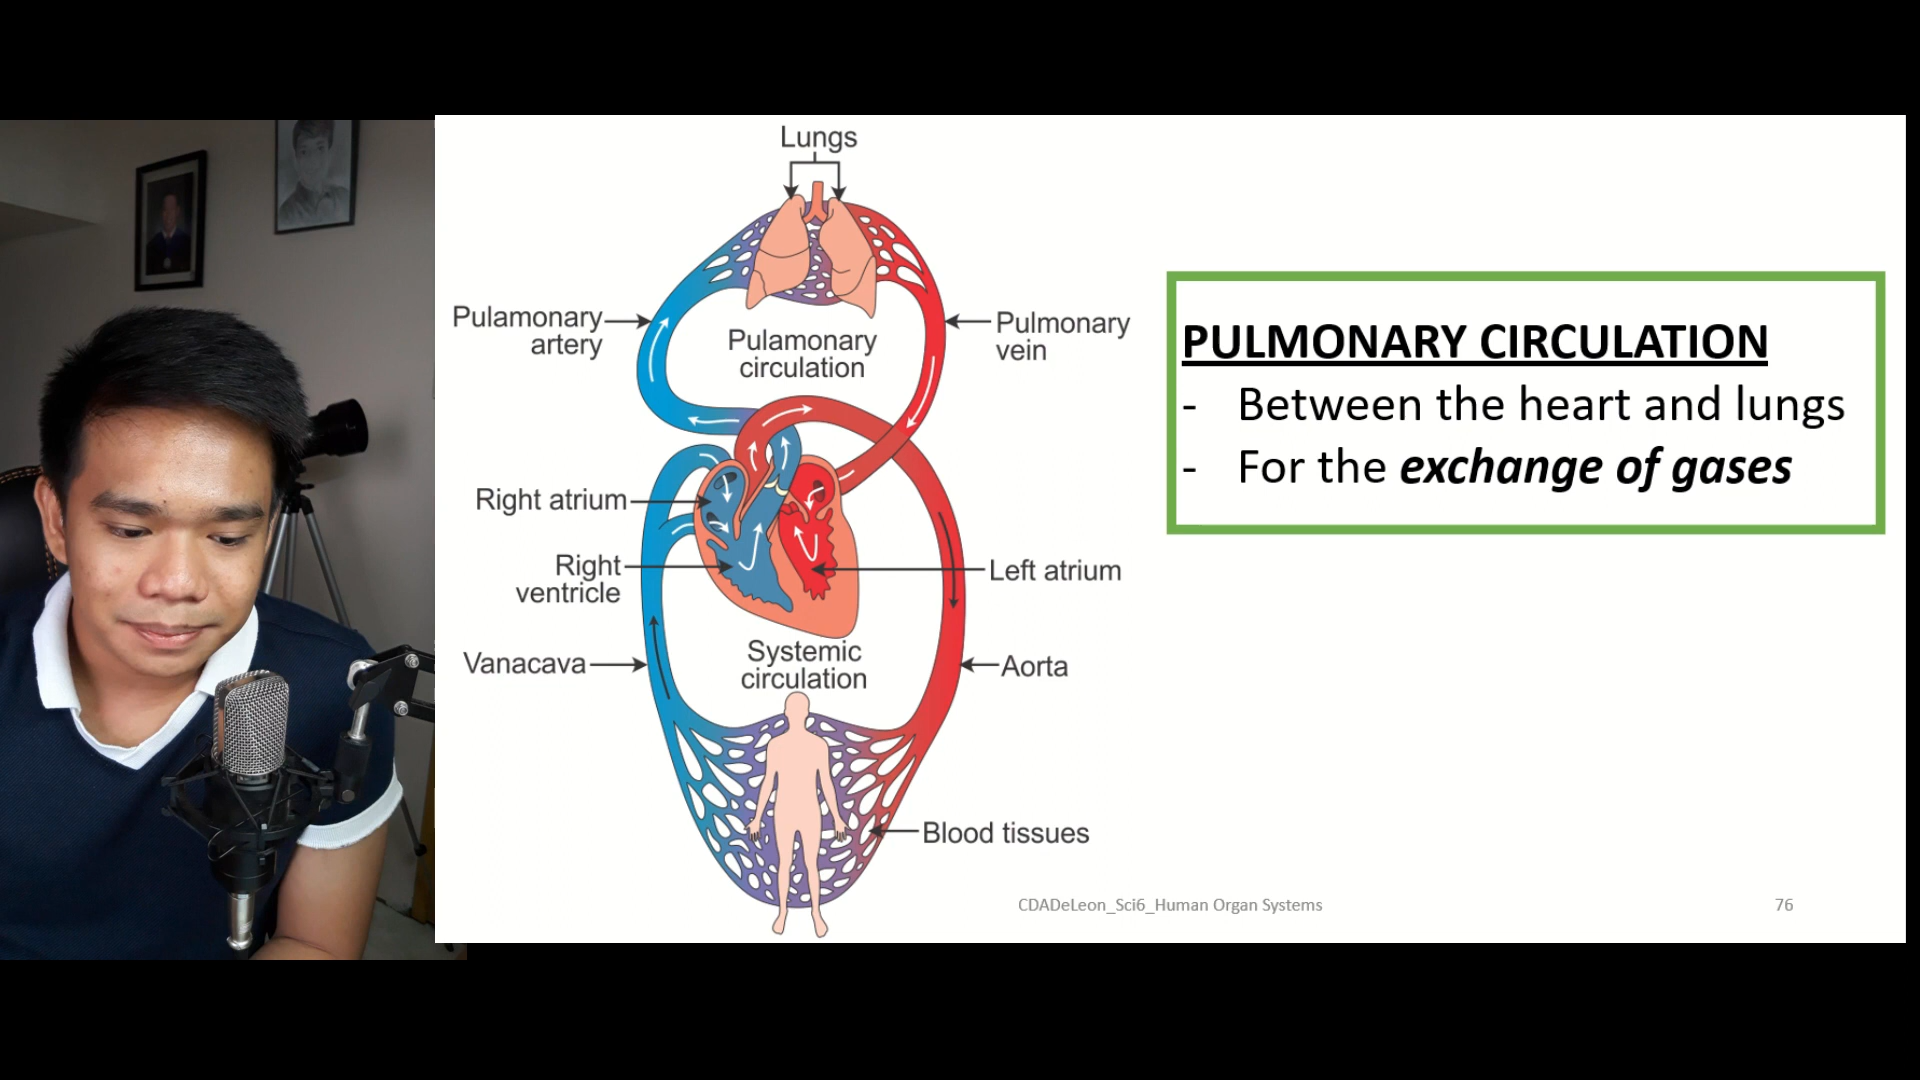 Lungs
Pulamonary
artery
Pulamonary
circulation
Pulmonary
vein
Right atrium
Right
ventricle
Left atrium
Vanacava
Systemic
circulation
Aorta
Blood tissues
PULMONARY CIRCULATION
- Between the heart and lungs
- For the exchange of gases
CDADeLeon_Sci6_Human Organ Systems
76